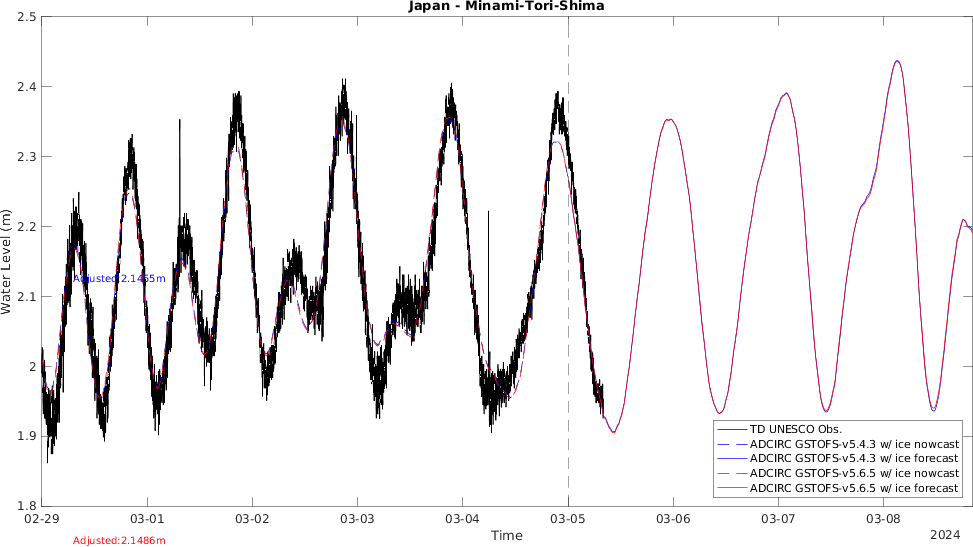 Japan - Minami-Tori-Shima
2.5
2.4
2.3
2.2
2.1
2
1.9
1.8
Water Level (m)
Adjusted:2.1465m
TD UNESCO Obs.
ADCIRC GSTOFS-v5.4.3 w/ ice nowcast
ADCIRC GSTOFS-v5.4.3 w/ ice forecast
ADCIRC GSTOFS-v5.6.5 w/ ice nowcast
ADCIRC GSTOFS-v5.6.5 w/ ice forecast
02-29 03-01 03-02 03-03 03-04 03-05 03-06 03-07 03-08
Time
2024
Adjusted:2.1486m